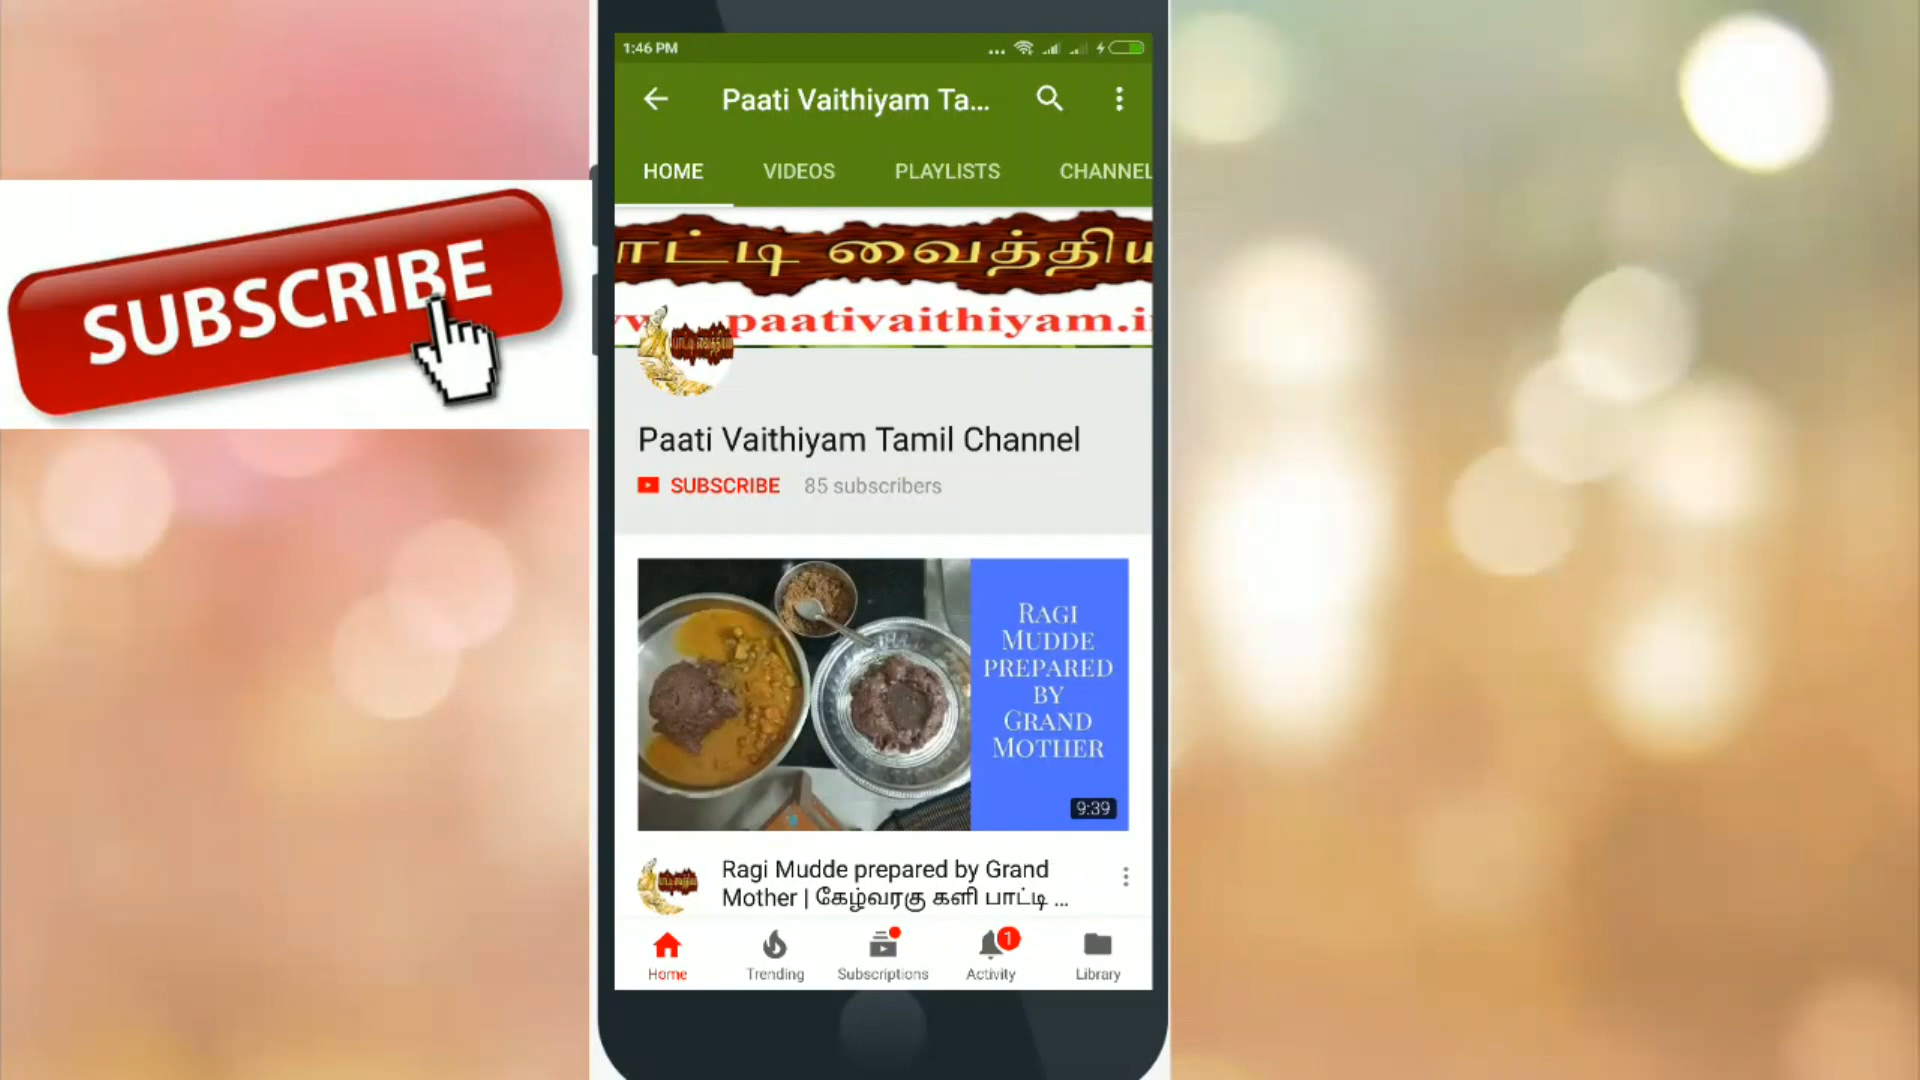 1:46 PM
Paati Vaithiyam Ta...
HOME VIDEOS PLAYLISTS CHANNEL
ாட்டி வைத்திய
SUBSCRIBE
paativaithiyam.i
Paati Vaithiyam Tamil Channel
SUBSCRIBE 85 subscribers
RAGI
MUDDE
PREPARED
BY
GRAND
MOTHER
9:39
Ragi Mudde prepared by Grand
Mother | கேழ்வரகு களி பாட்டி ...
1
Home Trending Subscriptions Activity Library